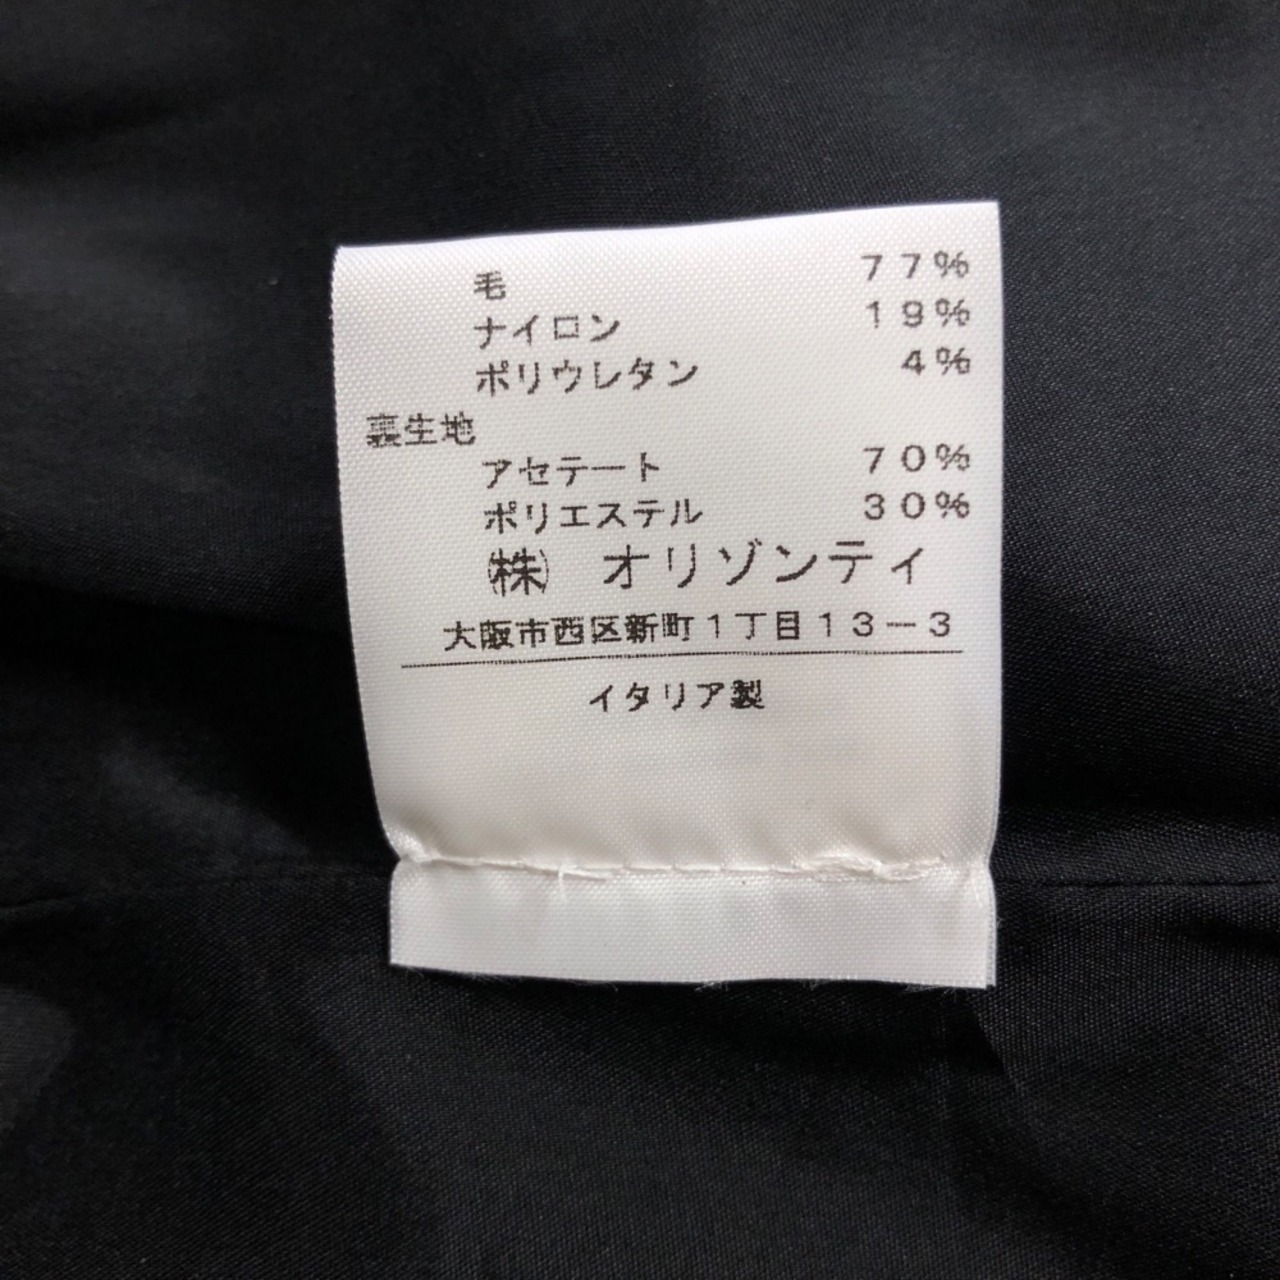 毛 77%
ナイロン 19%
ポリウレタン 4%
裏生地
アセテート 70%
ポリエステル 30%
㈱ オリゾンティ
大阪市西区新町1丁目13-3
イタリア製